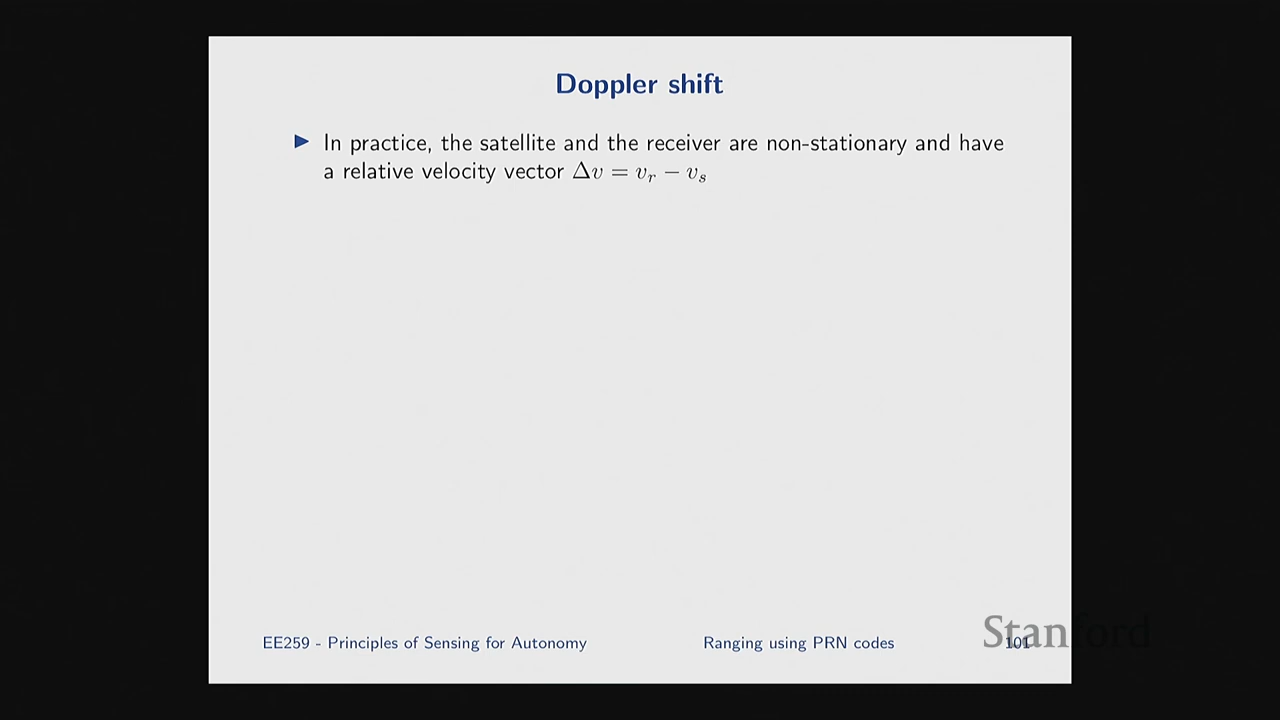 Doppler shift
▶ In practice, the satellite and the receiver are non-stationary and have
a relative velocity vector Δv = v_r − v_s
EE259 - Principles of Sensing for Autonomy
Ranging using PRN codes
101
Stanford